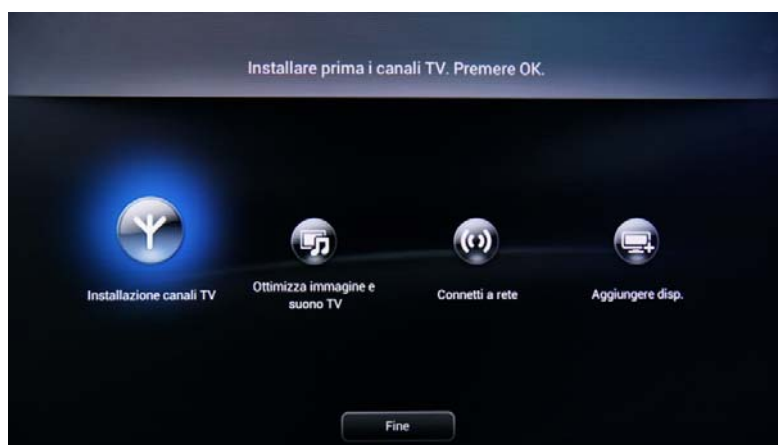 Installare prima i canali TV. Premere OK.
Installazione canali TV
Ottimizza immagine e
suono TV
Connetti a rete
Aggiungere disp.
Fine